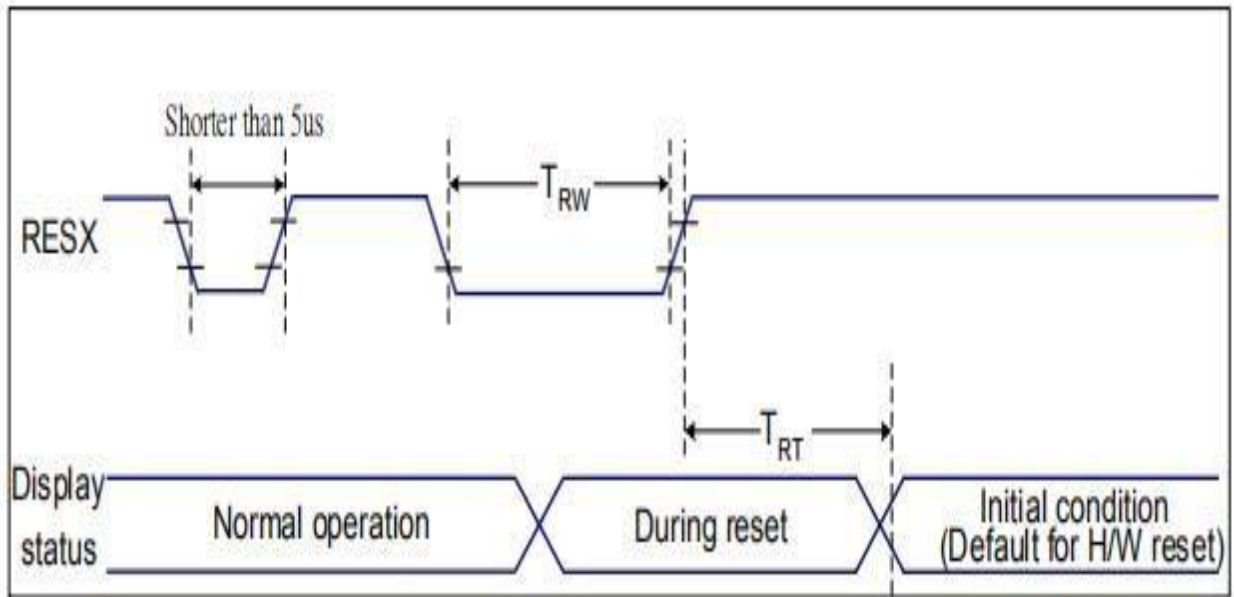 Shorter than 5us
TRW
RESX
TRT
Display
status
Normal operation
During reset
Initial condition
(Default for H/W reset)